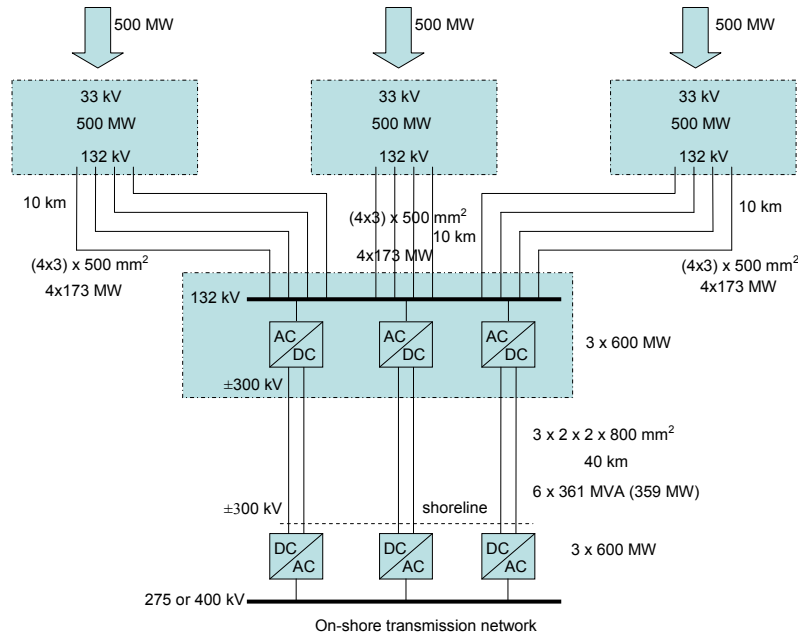 500 MW
500 MW
500 MW
33 kV
33 kV
33 kV
500 MW
500 MW
500 MW
132 kV
132 kV
132 kV
10 km
(4x3) x 500 mm²
10 km
10 km
(4x3) x 500 mm²
4x173 MW
4x173 MW
(4x3) x 500 mm²
4x173 MW
132 kV
AC
DC
AC
DC
AC
DC
3 x 600 MW
±300 kV
3 x 2 x 2 x 800 mm²
40 km
6 x 361 MVA (359 MW)
±300 kV
shoreline
DC
AC
DC
AC
DC
AC
3 x 600 MW
275 or 400 kV
On-shore transmission network